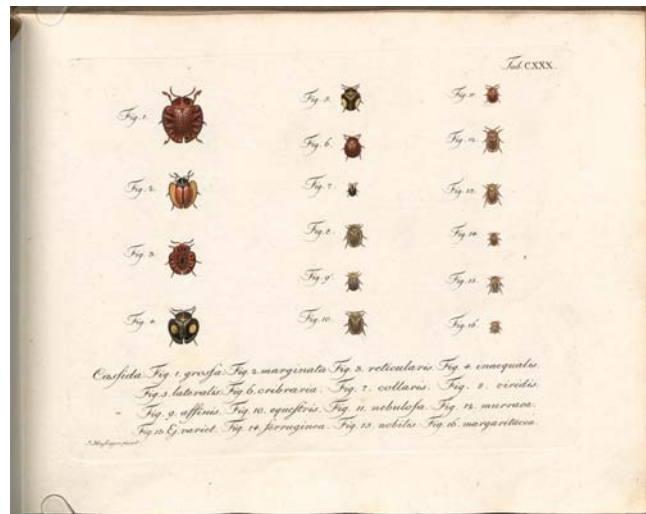 Tab. CXXX.
Fig. 1.
Fig. 2.
Fig. 3.
Fig. 4.
Fig. 5.
Fig. 6.
Fig. 7.
Fig. 8.
Fig. 9.
Fig. 10.
Fig. 11.
Fig. 12.
Fig. 13.
Fig. 14.
Fig. 15.
Fig. 16.
Caſsida Fig. 1. groſsa Fig. 2. marginata Fig. 3. reticularis. Fig. 4. inaequalis.
Fig. 5. lateralis Fig. 6. cribraria. Fig. 7. collaris. Fig. 8. viridis.
Fig. 9. affinis. Fig. 10. equeſtris. Fig. 11. nebuloſa. Fig. 12. murraea.
Fig. 13. Ej. variet. Fig. 14. ferruginea. Fig. 15. nobilis Fig. 16. margaritacea.